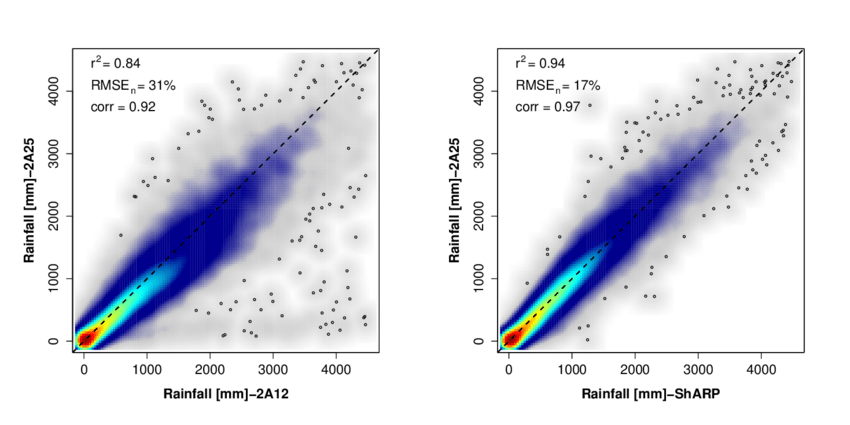 r² = 0.84
RMSEₙ = 31%
corr = 0.92
4000
3000
2000
1000
0
Rainfall [mm]−2A25
0 1000 2000 3000 4000
Rainfall [mm]−2A12
r² = 0.94
RMSEₙ = 17%
corr = 0.97
4000
3000
2000
1000
0
Rainfall [mm]−2A25
0 1000 2000 3000 4000
Rainfall [mm]−ShARP